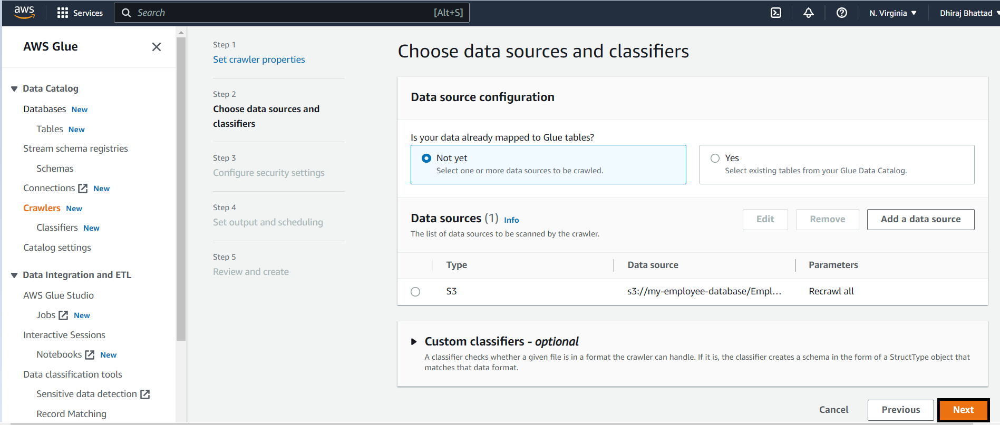 aws
Services
Search
[Alt+S]
N. Virginia
Dhiraj Bhattad
AWS Glue
Data Catalog
Databases New
Tables New
Stream schema registries
Schemas
Connections New
Crawlers New
Classifiers New
Catalog settings
Data Integration and ETL
AWS Glue Studio
Jobs New
Interactive Sessions
Notebooks New
Data classification tools
Sensitive data detection
Record Matching
Step 1
Set crawler properties
Step 2
Choose data sources and
classifiers
Step 3
Configure security settings
Step 4
Set output and scheduling
Step 5
Review and create
Choose data sources and classifiers
Data source configuration
Is your data already mapped to Glue tables?
Not yet
Select one or more data sources to be crawled.
Yes
Select existing tables from your Glue Data Catalog.
Data sources (1) Info
The list of data sources to be scanned by the crawler.
Edit
Remove
Add a data source
Type
Data source
Parameters
S3
s3://my-employee-database/Empl...
Recrawl all
Custom classifiers - optional
A classifier checks whether a given file is in a format the crawler can handle. If it is, the classifier creates a schema in the form of a StructType object that
matches that data format.
Cancel
Previous
Next